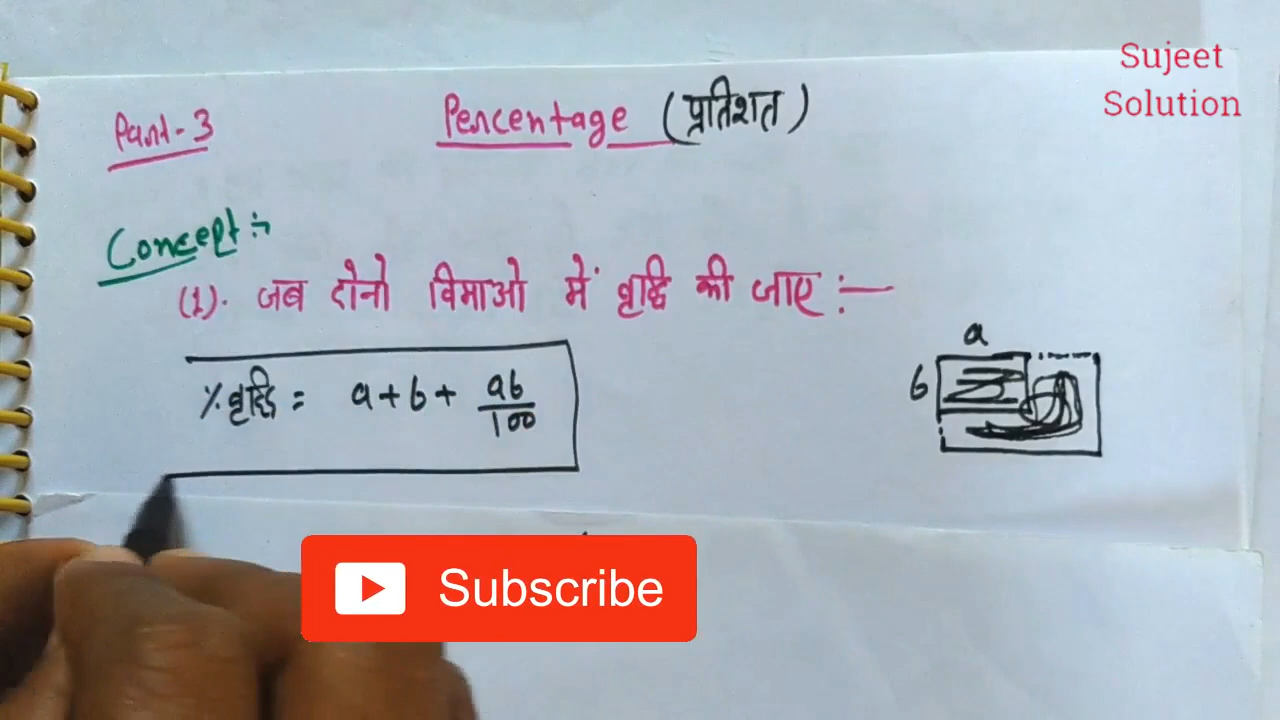 Sujeet
Solution
Part-3
Percentage (प्रतिशत)
Concept:-
(1). जब दोनो विमाओ में वृद्धि की जाए :—
% वृद्धि = a+b+ ab/100
a
b
Subscribe